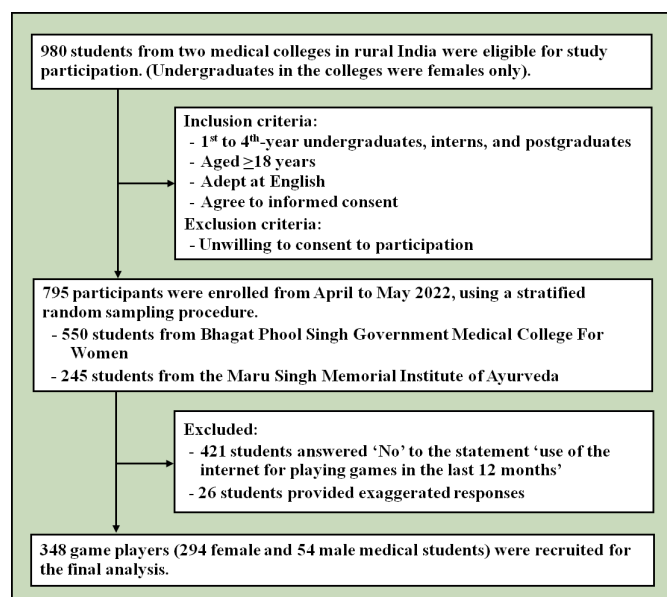 980 students from two medical colleges in rural India were eligible for study
participation. (Undergraduates in the colleges were females only).
Inclusion criteria:
- 1st to 4th-year undergraduates, interns, and postgraduates
- Aged ≥18 years
- Adept at English
- Agree to informed consent
Exclusion criteria:
- Unwilling to consent to participation
795 participants were enrolled from April to May 2022, using a stratified
random sampling procedure.
- 550 students from Bhagat Phool Singh Government Medical College For
Women
- 245 students from the Maru Singh Memorial Institute of Ayurveda
Excluded:
- 421 students answered ‘No’ to the statement ‘use of the
internet for playing games in the last 12 months’
- 26 students provided exaggerated responses
348 game players (294 female and 54 male medical students) were recruited for
the final analysis.